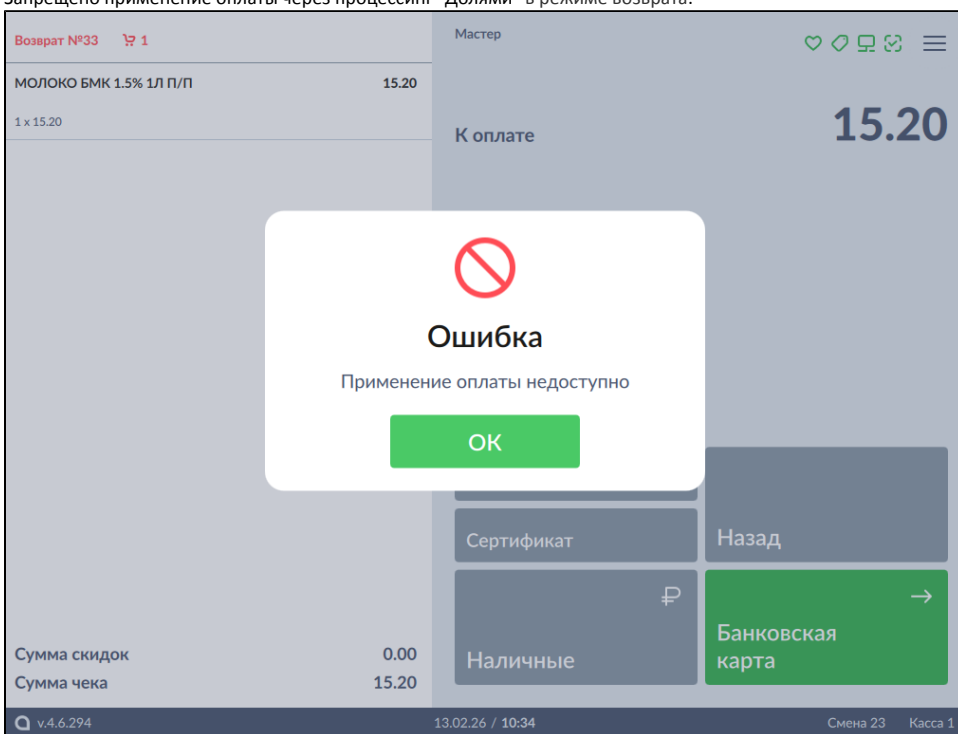 Запрещено применение оплаты через процессинг "Долями" в режиме возврата.
Возврат №33 1
Мастер
МОЛОКО БМК 1.5% 1Л П/П 15.20
1 x 15.20
К оплате 15.20
Ошибка
Применение оплаты недоступно
ОК
Сертификат
Назад
₽
Наличные
Банковская
карта
Сумма скидок 0.00
Сумма чека 15.20
v.4.6.294 13.02.26 / 10:34 Смена 23 Касса 1